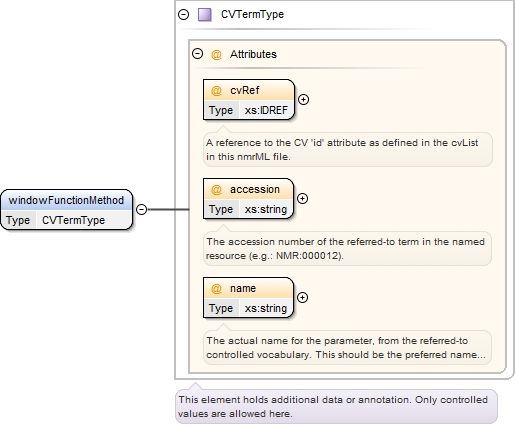 CVTermType
@ Attributes
@ cvRef
Type xs:IDREF
A reference to the CV 'id' attribute as defined in the cvList
in this nmrML file.
windowFunctionMethod
Type CVTermType
@ accession
Type xs:string
The accession number of the referred-to term in the named
resource (e.g.: NMR:000012).
@ name
Type xs:string
The actual name for the parameter, from the referred-to
controlled vocabulary. This should be the preferred name...
This element holds additional data or annotation. Only controlled
values are allowed here.